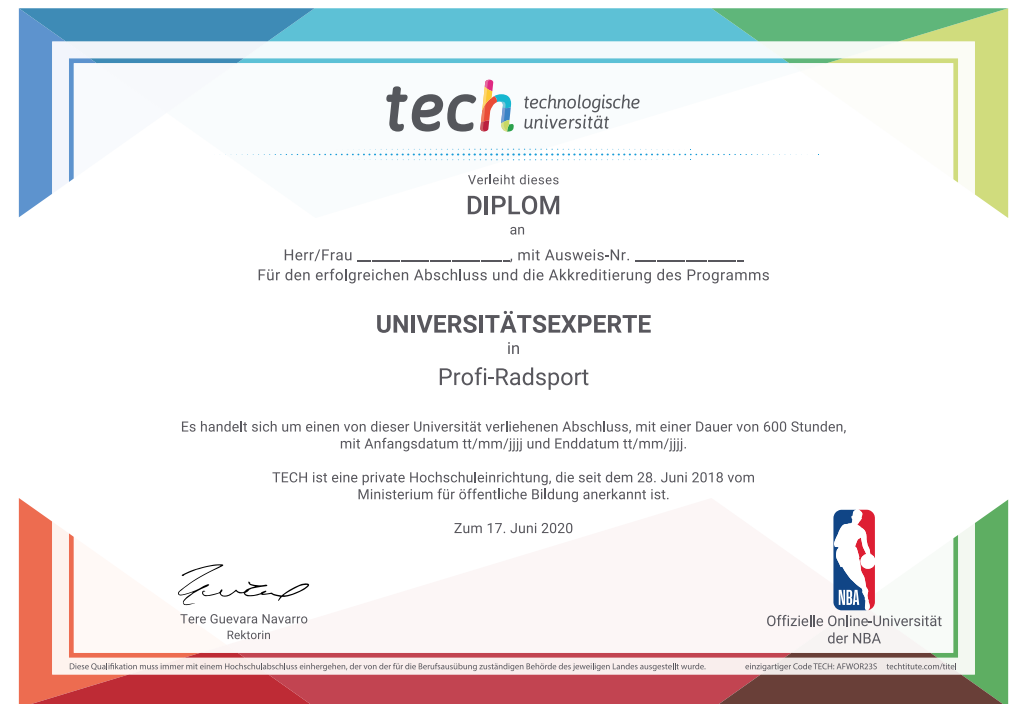 tech technologische
universität
Verleiht dieses
DIPLOM
an
Herr/Frau ____________________, mit Ausweis-Nr. ______________
Für den erfolgreichen Abschluss und die Akkreditierung des Programms
UNIVERSITÄTSEXPERTE
in
Profi-Radsport
Es handelt sich um einen von dieser Universität verliehenen Abschluss, mit einer Dauer von 600 Stunden,
mit Anfangsdatum tt/mm/jjjj und Enddatum tt/mm/jjjj.
TECH ist eine private Hochschuleinrichtung, die seit dem 28. Juni 2018 vom
Ministerium für öffentliche Bildung anerkannt ist.
Zum 17. Juni 2020
NBA
Tere Guevara Navarro
Rektorin
Offizielle Online-Universität
der NBA
Diese Qualifikation muss immer mit einem Hochschulabschluss einhergehen, der von der für die Berufsausübung zuständigen Behörde des jeweiligen Landes ausgestellt wurde. einzigartiger Code TECH: AFWOR23S techtitute.com/titel